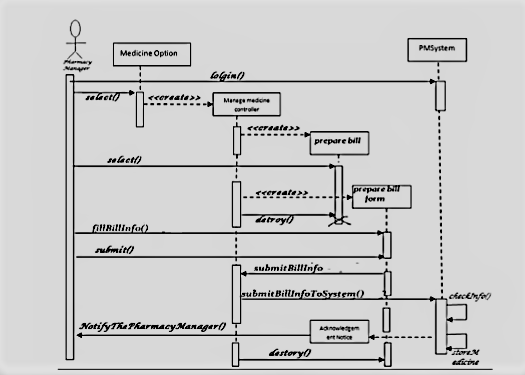 Pharmacy
Manager
Medicine Option
PMSystem
lolgin()
select()
<<create>>
Manage medicine
controller
<<create>>
prepare bill
select()
<<create>>
prepare bill
form
detroy()
fillBillInfo()
submit()
submitBillInfo
submitBillInfoToSystem()
checkInfo()
NotifyThePharmacyManager()
Acknowledgem
ent Notice
storeM
edicine
destory()